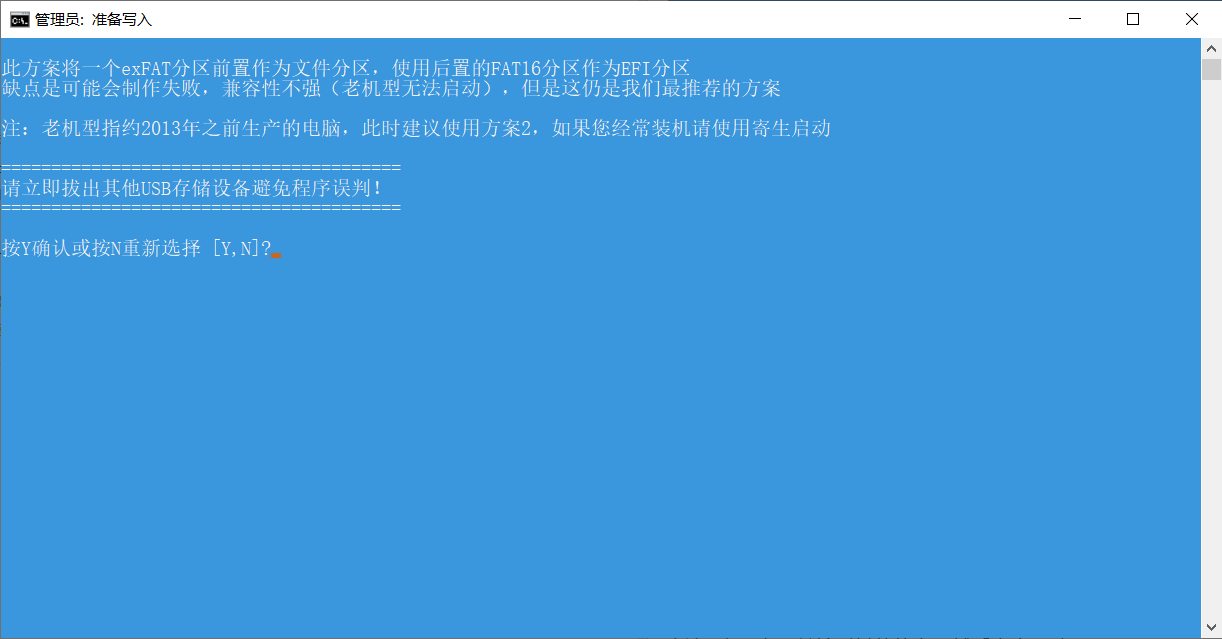 管理员: 准备写入
此方案将一个exFAT分区前置作为文件分区，使用后置的FAT16分区作为EFI分区
缺点是可能会制作失败，兼容性不强（老机型无法启动），但是这仍是我们最推荐的方案
注：老机型指约2013年之前生产的电脑，此时建议使用方案2，如果您经常装机请使用寄生启动
========================================
请立即拔出其他USB存储设备避免程序误判！
========================================
按Y确认或按N重新选择 [Y,N]?